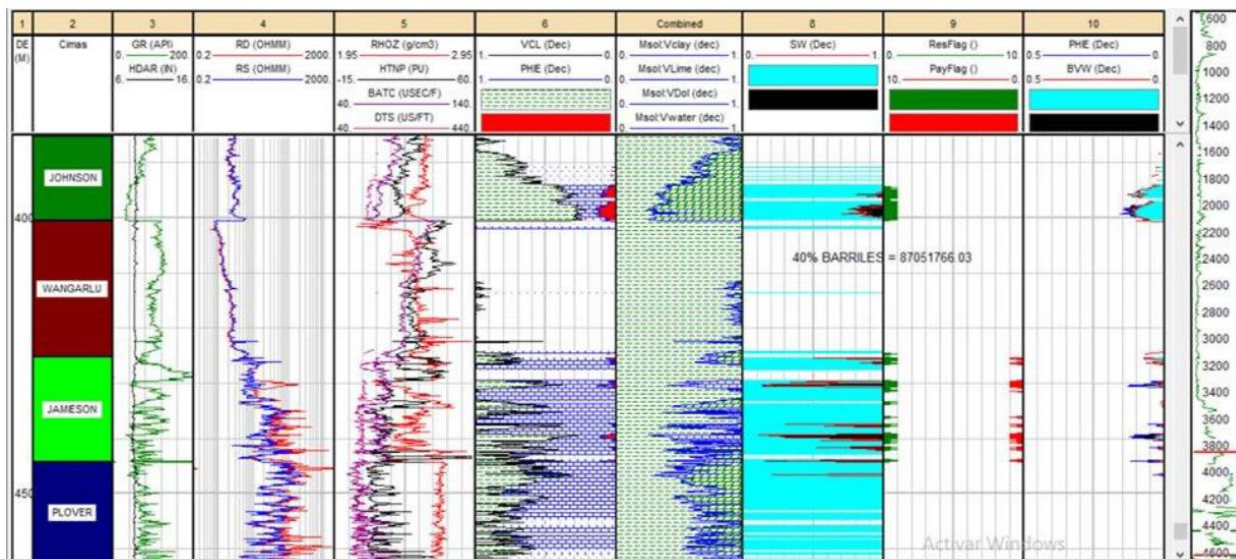 1 2 3 4 5 6 Combined 8 9 10
DE (M) Cimas GR (API) RD (OHMM) RHOZ (g/cm3) VCL (Dec) Msol:Vclay (dec) SW (Dec) ResFlag () PHIE (Dec)
0. 200. 0.2 2000. 1.95 2.95 1. 0. 0. 1. 0. 1. 0. 10. 0.5 0.
HDAR (IN) RS (OHMM) HTNP (PU) PHIE (Dec) Msol:VLime (dec) PayFlag () BVW (Dec)
6. 16. 0.2 2000. -15. 60. 1. 0. 0. 1. 10. 0. 0.5 0.
BATC (USEC/F) Msol:VDol (dec)
40. 140. 0. 1.
DTS (US/FT) Msol:Vwater (dec)
40. 440. 0. 1.
JOHNSON
400
WANGARLU
40% BARRILES = 87051766.03
JAMESON
450
PLOVER
Activar Windows
600
800
1000
1200
1400
1600
1800
2000
2200
2400
2600
2800
3000
3200
3400
3600
3800
4000
4200
4400
4600